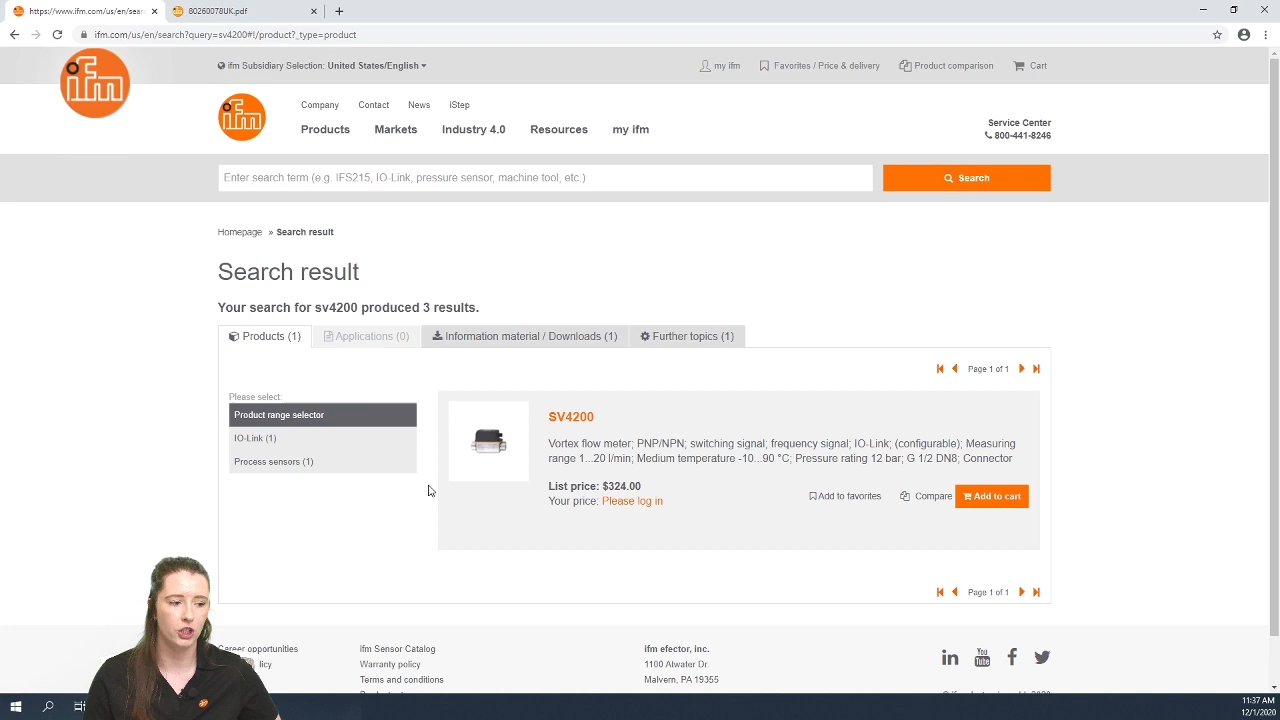 https://www.ifm.com/us/en/sear
80260078UK.pdf
ifm.com/us/en/search?query=sv4200#!/product?_type=product
ifm
ifm Subsidiary Selection: United States/English
my ifm
Favorites / Price & delivery
Product comparison
Cart
ifm
Company
Contact
News
iStep
Products
Markets
Industry 4.0
Resources
my ifm
Service Center
800-441-8246
Enter search term (e.g. IFS215, IO-Link, pressure sensor, machine tool, etc.)
Search
Homepage » Search result
Search result
Your search for sv4200 produced 3 results.
Products (1)
Applications (0)
Information material / Downloads (1)
Further topics (1)
Page 1 of 1
Please select:
Product range selector
IO-Link (1)
Process sensors (1)
SV4200
Vortex flow meter; PNP/NPN; switching signal; frequency signal; IO-Link; (configurable); Measuring
range 1...20 l/min; Medium temperature -10...90 °C; Pressure rating 12 bar; G 1/2 DN8; Connector
List price: $324.00
Your price: Please log in
Add to favorites
Compare
Add to cart
Page 1 of 1
Career opportunities
licy
ifm Sensor Catalog
Warranty policy
Terms and conditions
ifm efector, inc.
1100 Atwater Dr.
Malvern, PA 19355
You
Tube
11:37 AM
12/1/2020